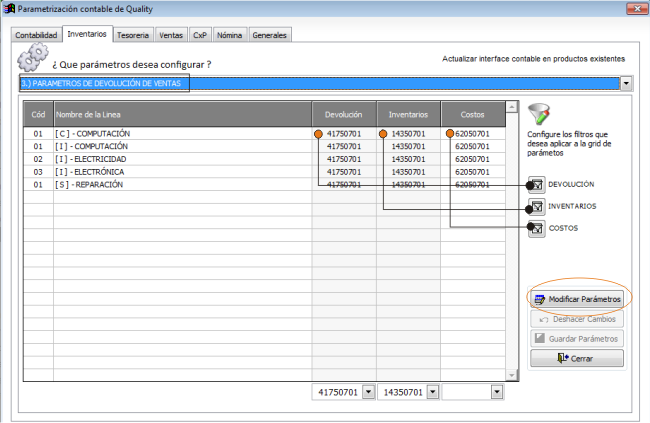 Parametrización contable de Quality
Contabilidad Inventarios Tesoreria Ventas CxP Nómina Generales
¿ Que parámetros desea configurar ?
Actualizar interface contable en productos existentes
3.) PARAMETROS DE DEVOLUCIÓN DE VENTAS
Cód Nombre de la Linea Devolución Inventarios Costos
01 [ C ] - COMPUTACIÓN 41750701 14350701 62050701
01 [ I ] - COMPUTACIÓN 41750701 14350701 62050701
02 [ I ] - ELECTRICIDAD 41750701 14350701 62050701
03 [ I ] - ELECTRÓNICA 41750701 14350701 62050701
01 [ S ] - REPARACIÓN 41750701 14350701 62050701
Configure los filtros que
desea aplicar a la grid de
parámetos
DEVOLUCIÓN
INVENTARIOS
COSTOS
Modificar Parámetros
Deshacer Cambios
Guardar Parámetros
Cerrar
41750701 14350701